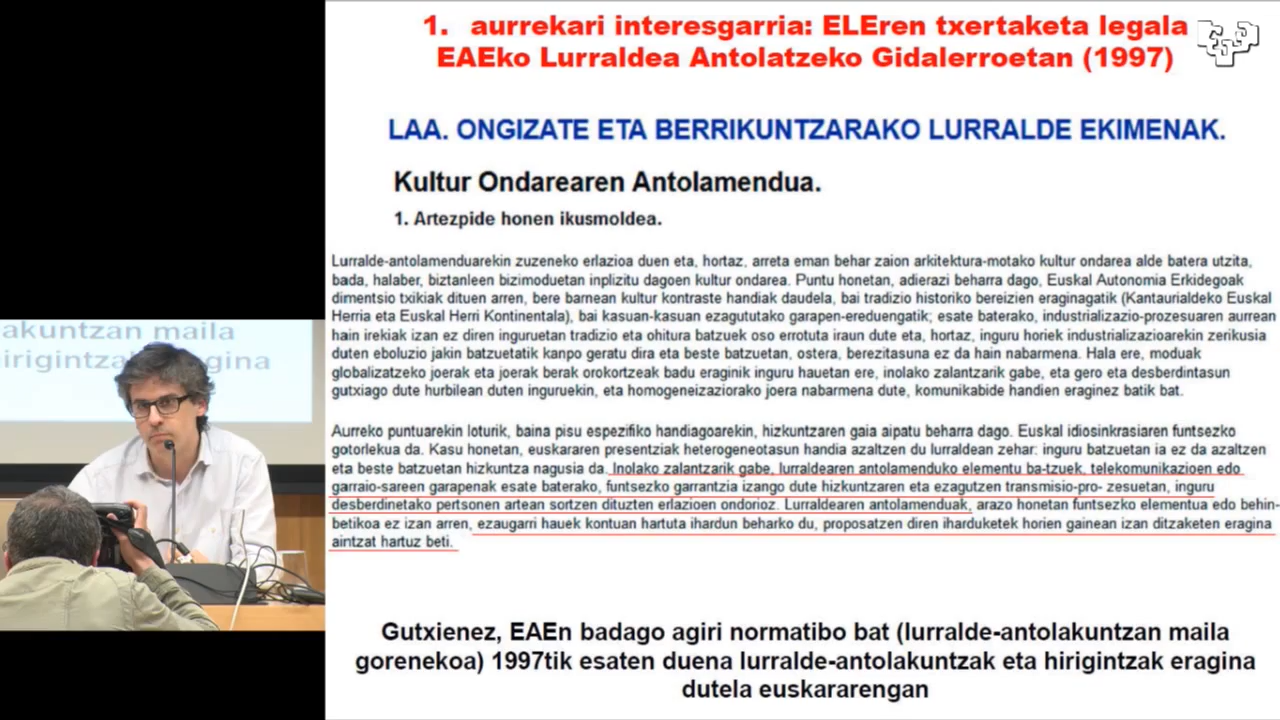 1. aurrekari interesgarria: ELEren txertaketa legala
EAEko Lurraldea Antolatzeko Gidalerroetan (1997)
LAA. ONGIZATE ETA BERRIKUNTZARAKO LURRALDE EKIMENAK.
Kultur Ondarearen Antolamendua.
1. Artezpide honen ikusmoldea.
Lurralde-antolamenduarekin zuzeneko erlazioa duen eta, hortaz, arreta eman behar zaion arkitektura-motako kultur ondarea alde batera utzita,
bada, halaber, biztanleen bizimoduetan inplizitu dagoen kultur ondarea. Puntu honetan, adierazi beharra dago, Euskal Autonomia Erkidegoak
dimentsio txikiak dituen arren, bere barnean kultur kontraste handiak daudela, bai tradizio historiko bereizien eraginagatik (Kantaurialdeko Euskal
Herria eta Euskal Herri Kontinentala), bai kasuan-kasuan ezagututako garapen-ereduengatik; esate baterako, industrializazio-prozesuaren aurrean
hain irekiak izan ez diren inguruetan tradizio eta ohitura batzuek oso errotuta iraun dute eta, hortaz, inguru horiek industrializazioarekin zerikusia
duten eboluzio jakin batzuetatik kanpo geratu dira eta beste batzuetan, ostera, berezitasuna ez da hain nabarmena. Hala ere, moduak
globalizatzeko joerak eta joerak berak orokortzeak badu eraginik inguru hauetan ere, inolako zalantzarik gabe, eta gero eta desberdintasun
gutxiago dute hurbilean duten inguruekin, eta homogeneizaziorako joera nabarmena dute, komunikabide handien eraginez batik bat.
Aurreko puntuarekin loturik, baina pisu espezifiko handiagoarekin, hizkuntzaren gaia aipatu beharra dago. Euskal idiosinkrasiaren funtsezko
gotorlekua da. Kasu honetan, euskararen presentziak heterogeneotasun handia azaltzen du lurraldean zehar: inguru batzuetan ia ez da azaltzen
eta beste batzuetan hizkuntza nagusia da. Inolako zalantzarik gabe, lurraldearen antolamenduko elementu ba-tzuek, telekomunikazioen edo
garraio-sareen garapenak esate baterako, funtsezko garrantzia izango dute hizkuntzaren eta ezagutzen transmisio-pro- zesuetan, inguru
desberdinetako pertsonen artean sortzen dituzten erlazioen ondorioz. Lurraldearen antolamenduak, arazo honetan funtsezko elementua edo behin-
betikoa ez izan arren, ezaugarri hauek kontuan hartuta ihardun beharko du, proposatzen diren iharduketek horien gainean izan ditzaketen eragina
aintzat hartuz beti.
Gutxienez, EAEn badago agiri normatibo bat (lurralde-antolakuntzan maila
gorenekoa) 1997tik esaten duena lurralde-antolakuntzak eta hirigintzak eragina
dutela euskararengan
akuntzan maila
eragina